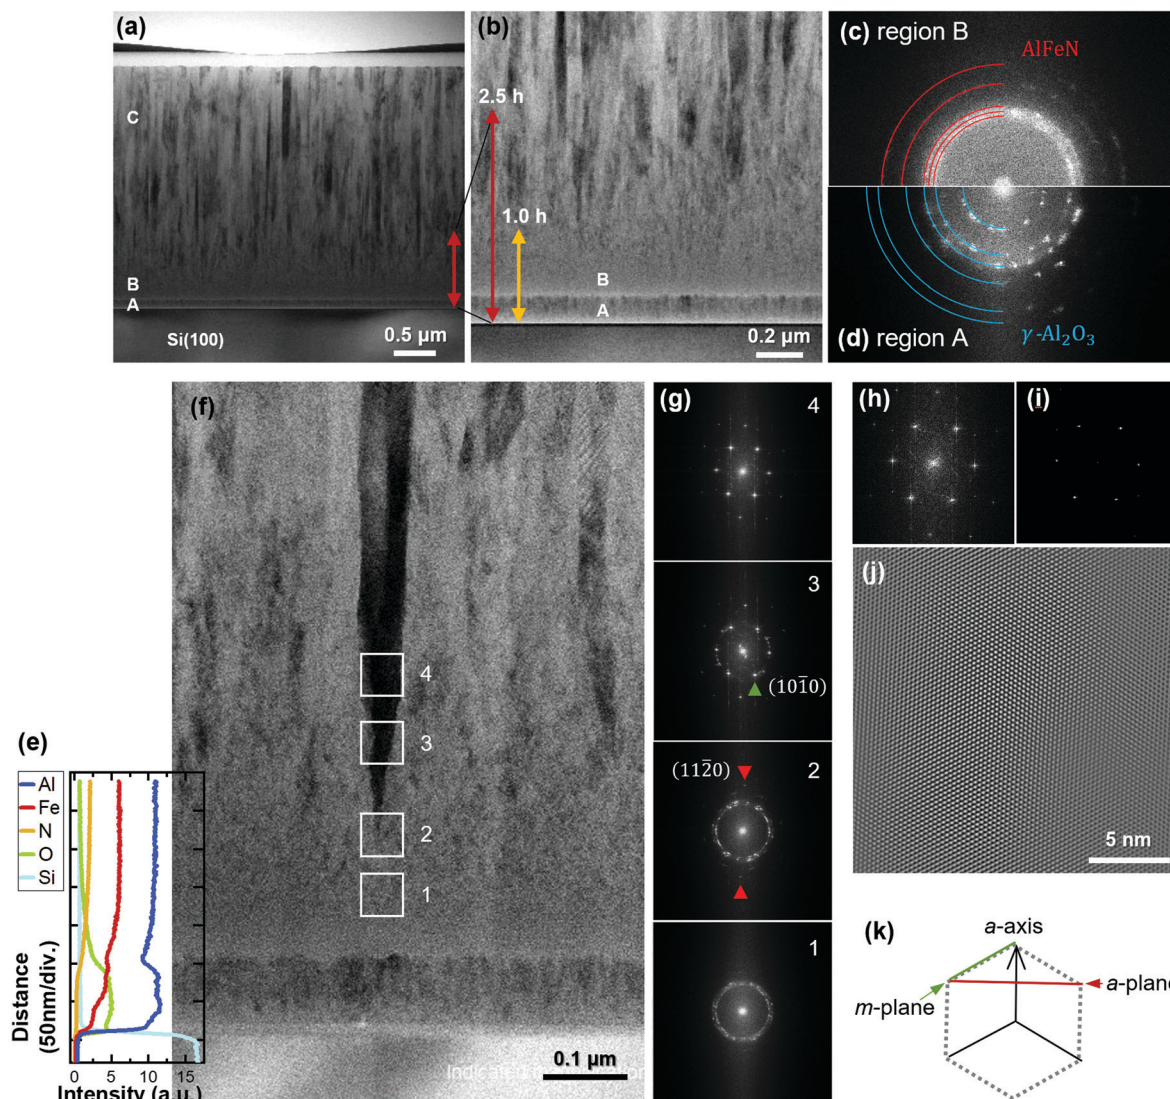 (a)
C
B
A
Si(100)
0.5 µm
(b)
2.5 h
1.0 h
B
A
0.2 µm
(c) region B
AlFeN
(d) region A
γ-Al₂O₃
(e)
Al
Fe
N
O
Si
Distance
(50nm/div.)
0 5 10 15
Intensity (a.u.)
(f)
4
3
2
1
0.1 µm
(g)
4
3
(101̄0)
2
(112̄0)
1
(h)
(i)
(j)
5 nm
(k)
a-axis
m-plane
a-plane